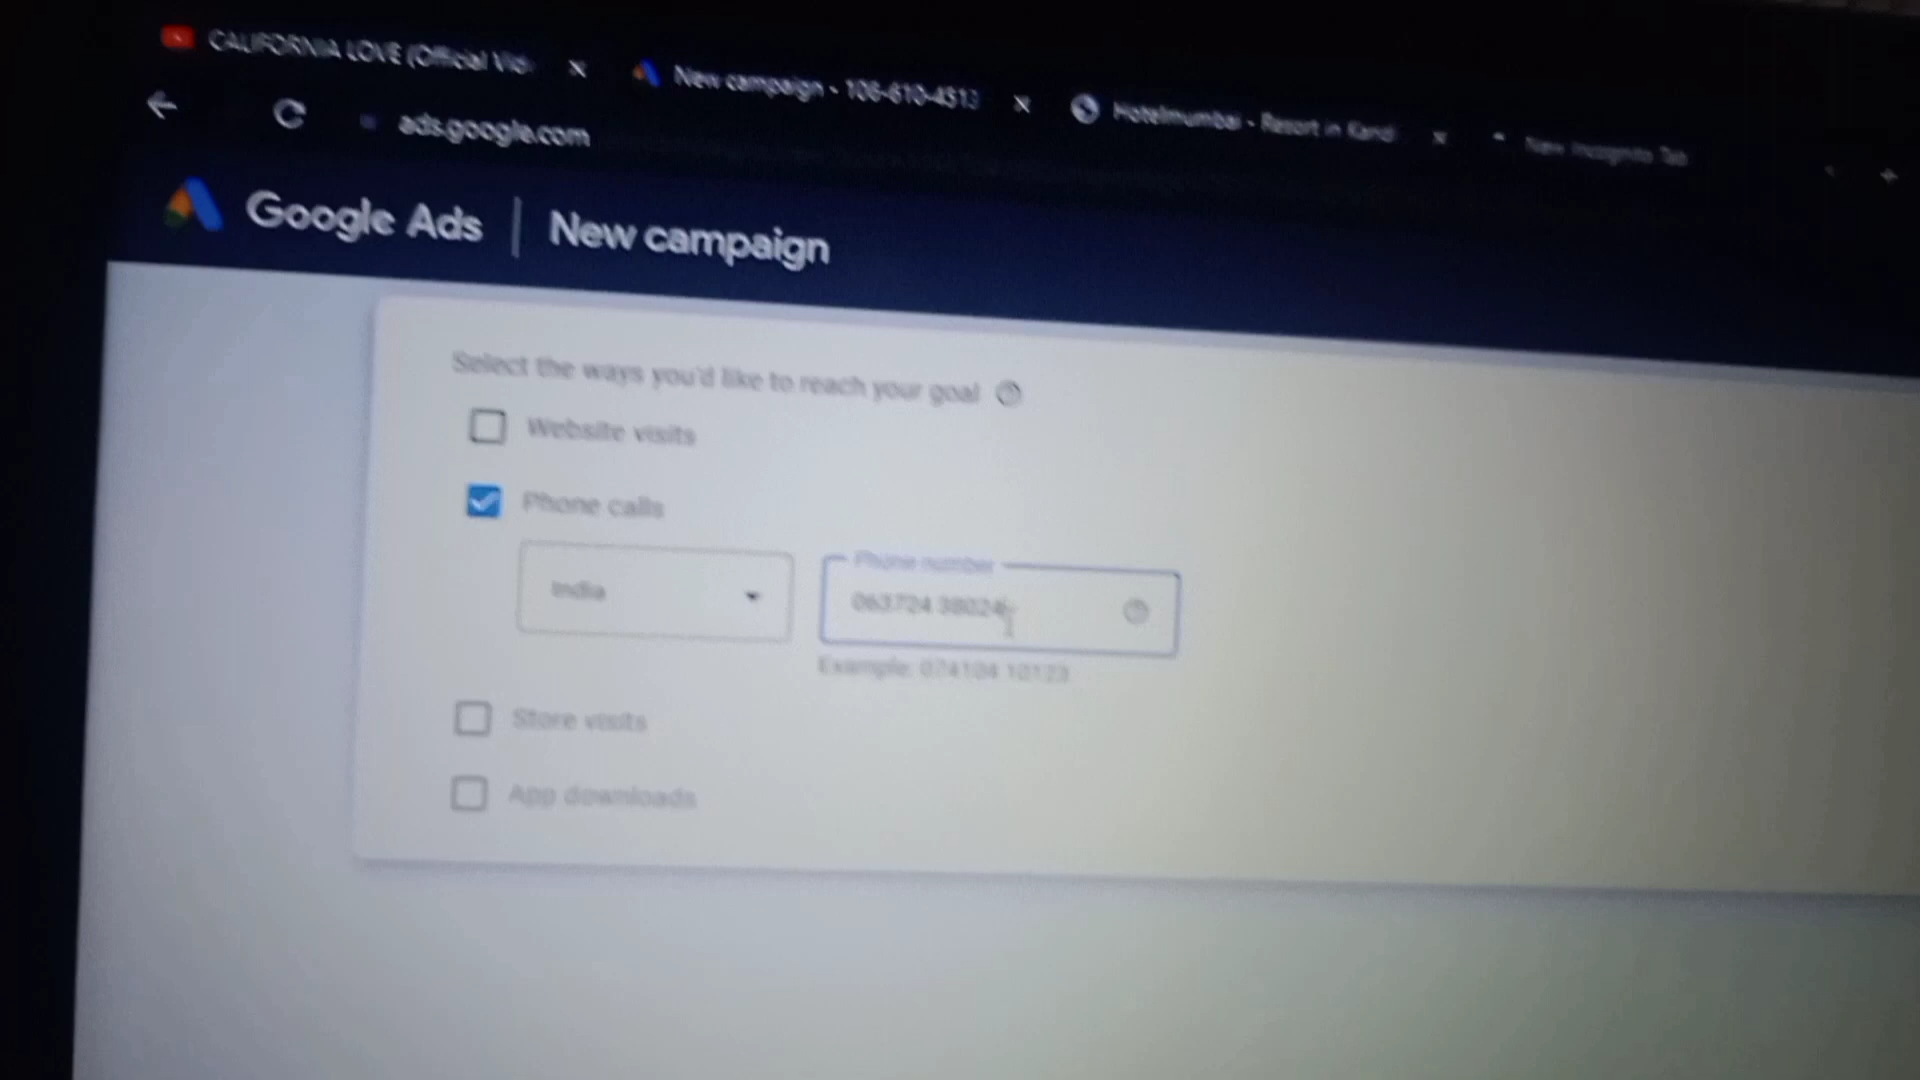 CALIFORNIA LOVE (Official Vid
New campaign - 106-610-4513
Hotelmumbai - Resort in Kandi
New Incognito Tab
ads.google.com
Google Ads | New campaign
Select the ways you'd like to reach your goal
Website visits
Phone calls
Phone number
India
063724 38024
Example: 074104 10123
Store visits
App downloads